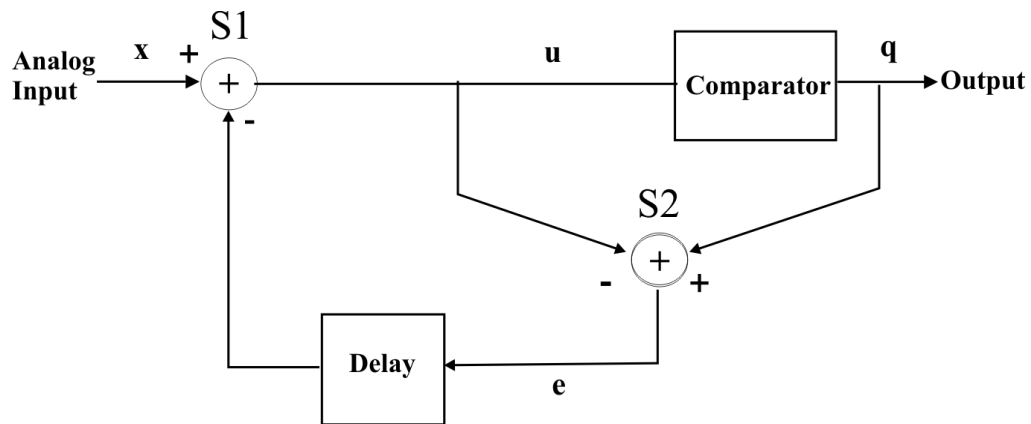 S1
x
+
Analog
Input
+
-
u
Comparator
q
Output
S2
+
-
+
Delay
e